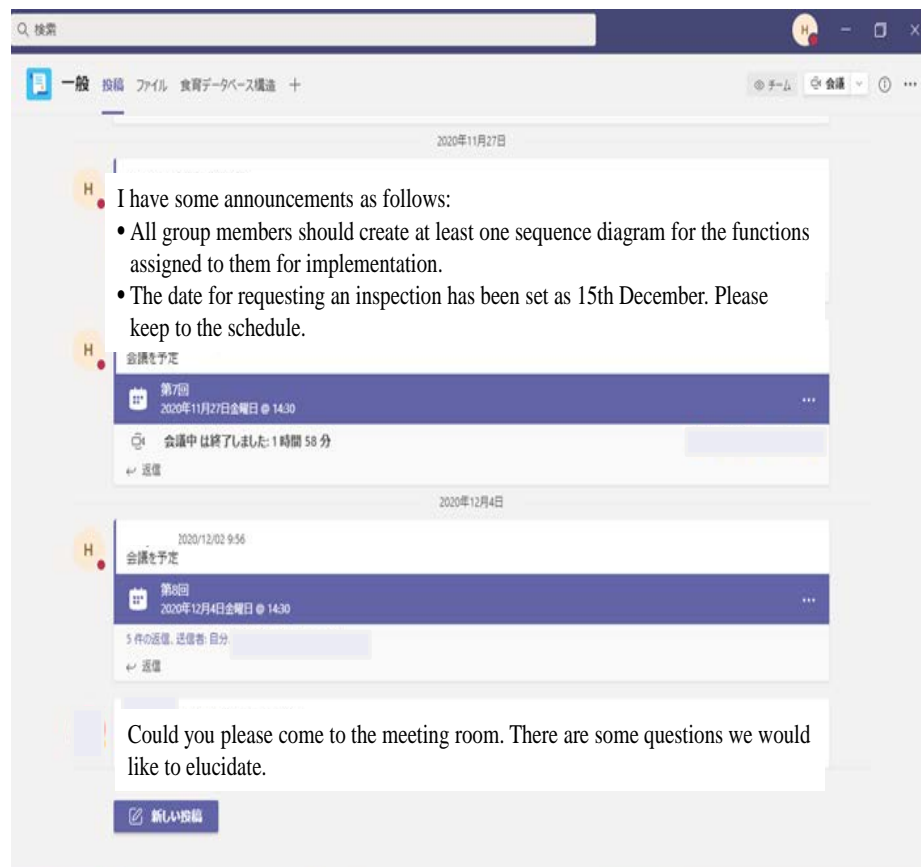 検索
H
一般 投稿 ファイル 食育データベース構造 +
チーム 会議
2020年11月27日
H
I have some announcements as follows:
• All group members should create at least one sequence diagram for the functions
assigned to them for implementation.
• The date for requesting an inspection has been set as 15th December. Please
keep to the schedule.
H
会議を予定
第7回
2020年11月27日金曜日 @ 14:30
会議中 は終了しました: 1 時間 58 分
返信
2020年12月4日
H
2020/12/02 9:56
会議を予定
第8回
2020年12月4日金曜日 @ 14:30
5 件の返信、送信者: 自分
返信
Could you please come to the meeting room. There are some questions we would
like to elucidate.
新しい投稿